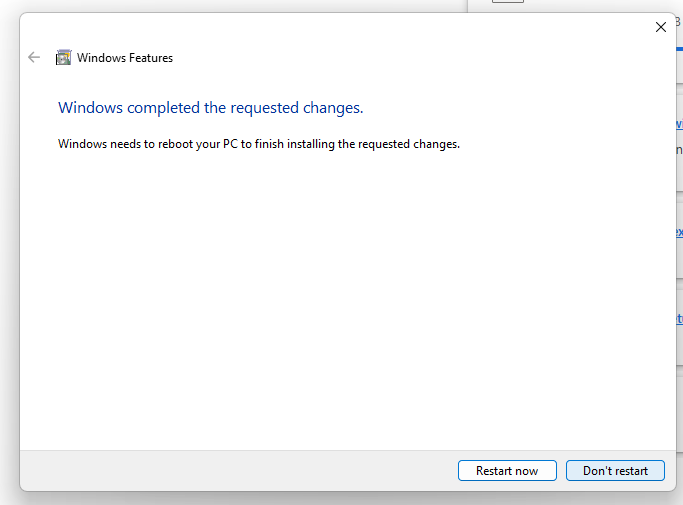 Windows Features
Windows completed the requested changes.
Windows needs to reboot your PC to finish installing the requested changes.
Restart now
Don't restart